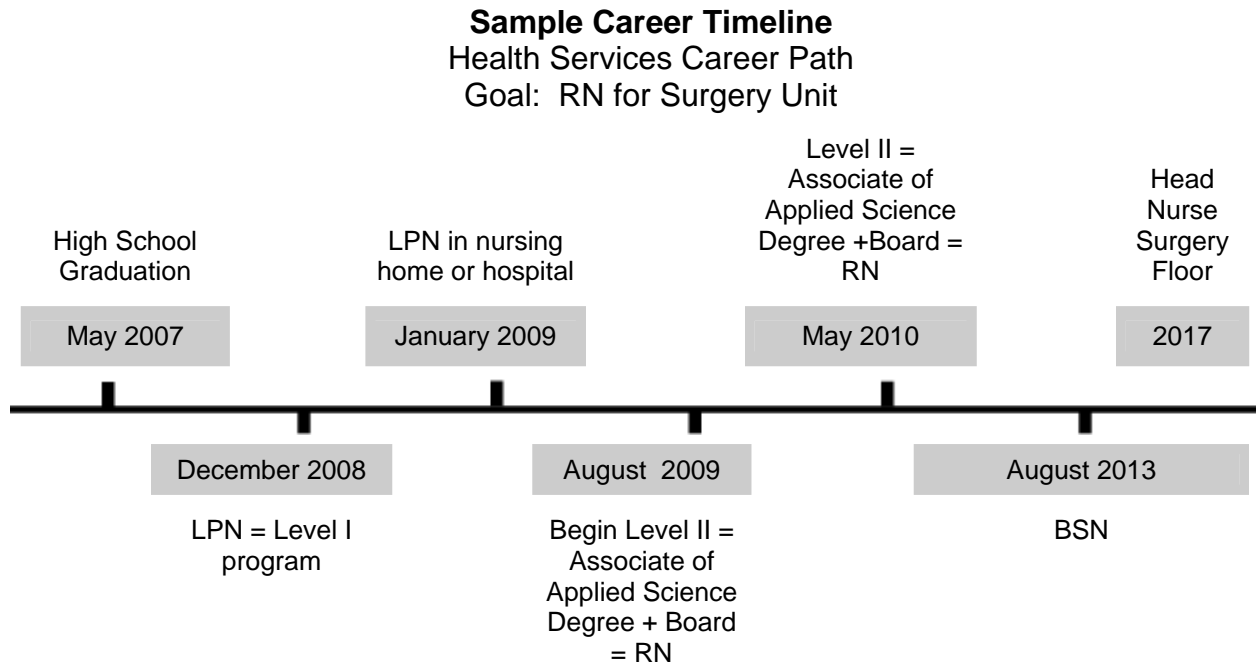 Sample Career Timeline
Health Services Career Path
Goal: RN for Surgery Unit
High School
Graduation
May 2007
LPN in nursing
home or hospital
January 2009
Level II =
Associate of
Applied Science
Degree +Board =
RN
May 2010
Head
Nurse
Surgery
Floor
2017
December 2008
LPN = Level I
program
August 2009
Begin Level II =
Associate of
Applied Science
Degree + Board
= RN
August 2013
BSN